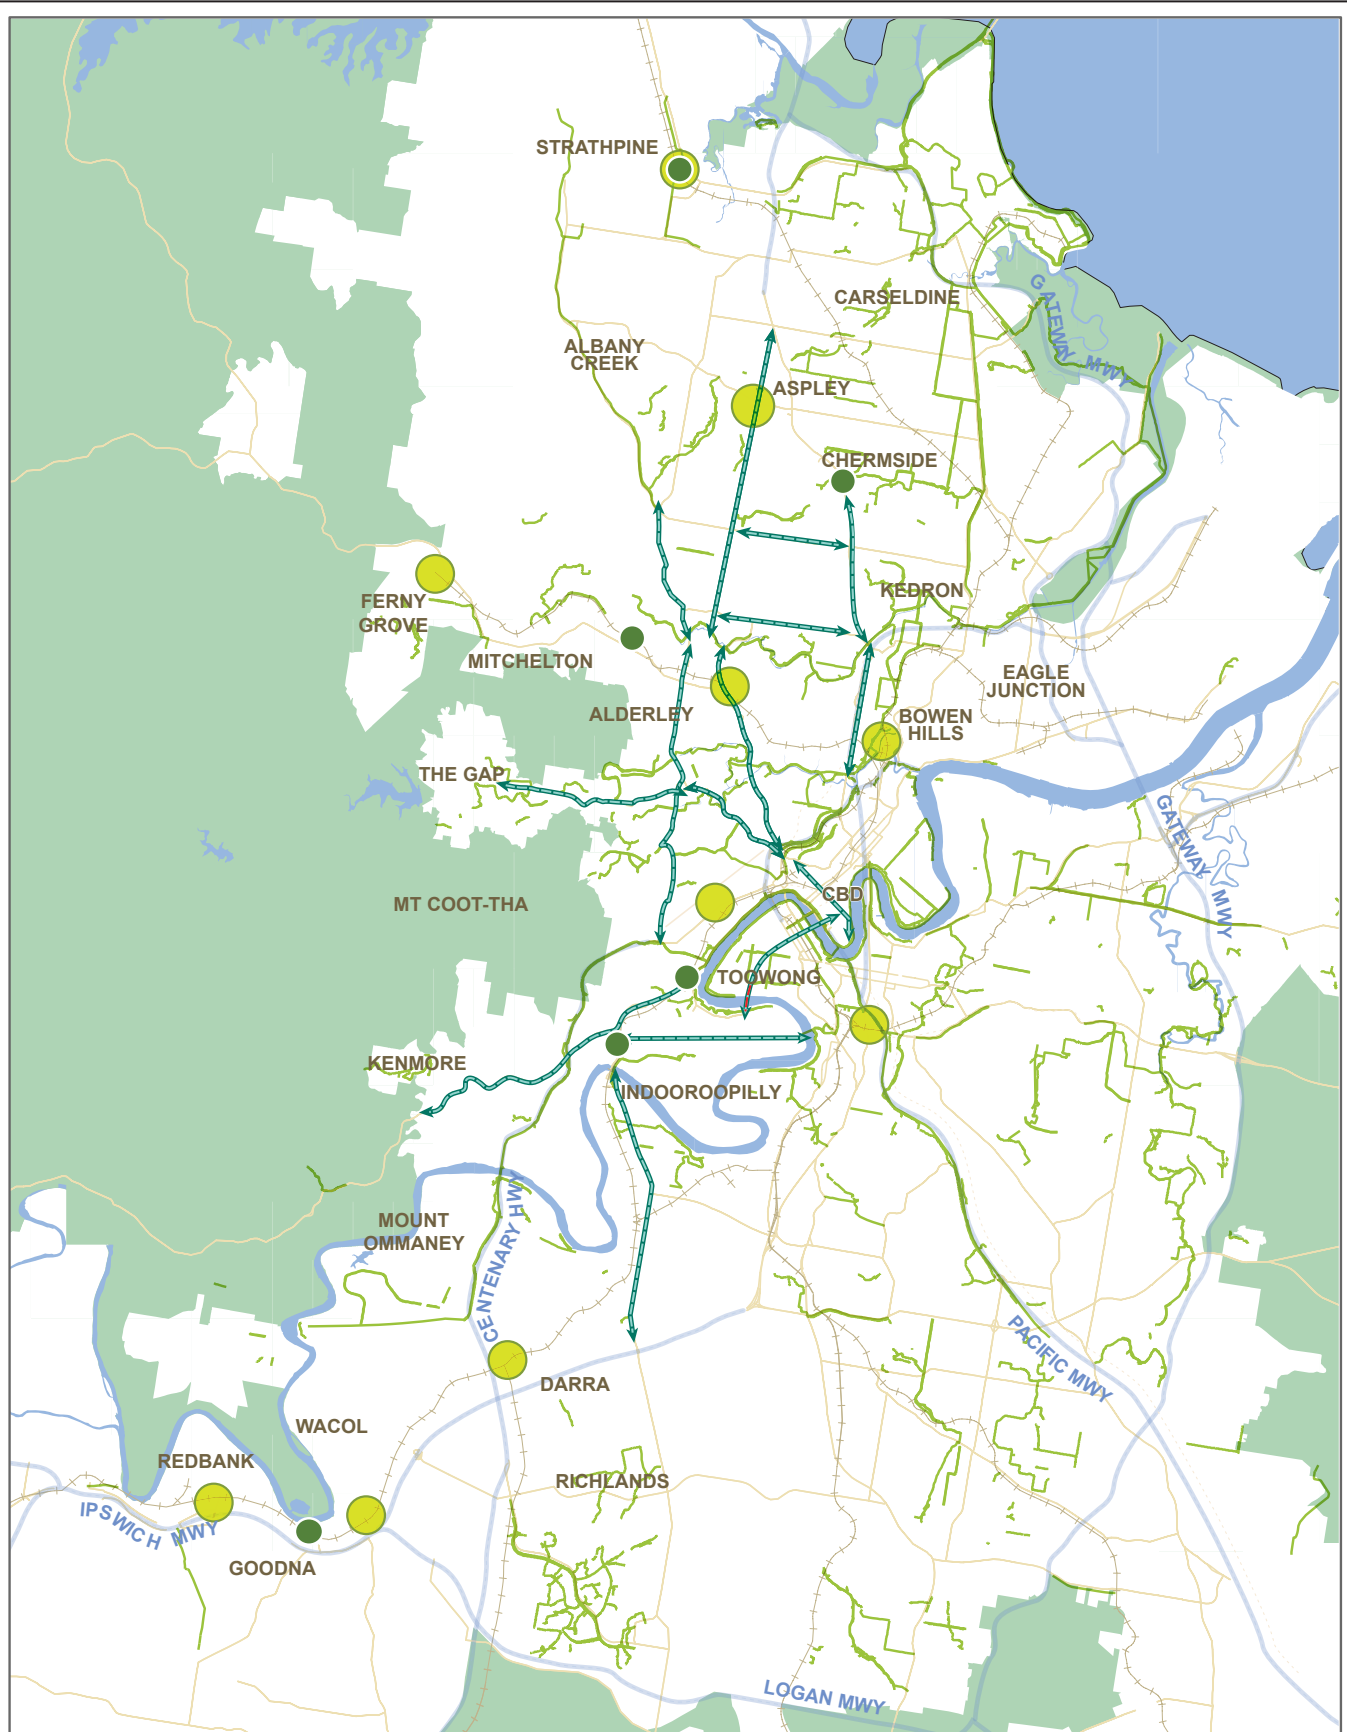 STRATHPINE
CARSELDINE
GATEWAY MWY
ALBANY
CREEK
ASPLEY
CHERMSIDE
KEDRON
FERNY
GROVE
MITCHELTON
EAGLE
JUNCTION
ALDERLEY
BOWEN
HILLS
THE GAP
GATEWAY MWY
CBD
MT COOT-THA
TOOWONG
KENMORE
INDOOROOPILLY
MOUNT
OMMANEY
CENTENARY HWY
PACIFIC MWY
DARRA
WACOL
REDBANK
RICHLANDS
IPSWICH MWY
GOODNA
LOGAN MWY